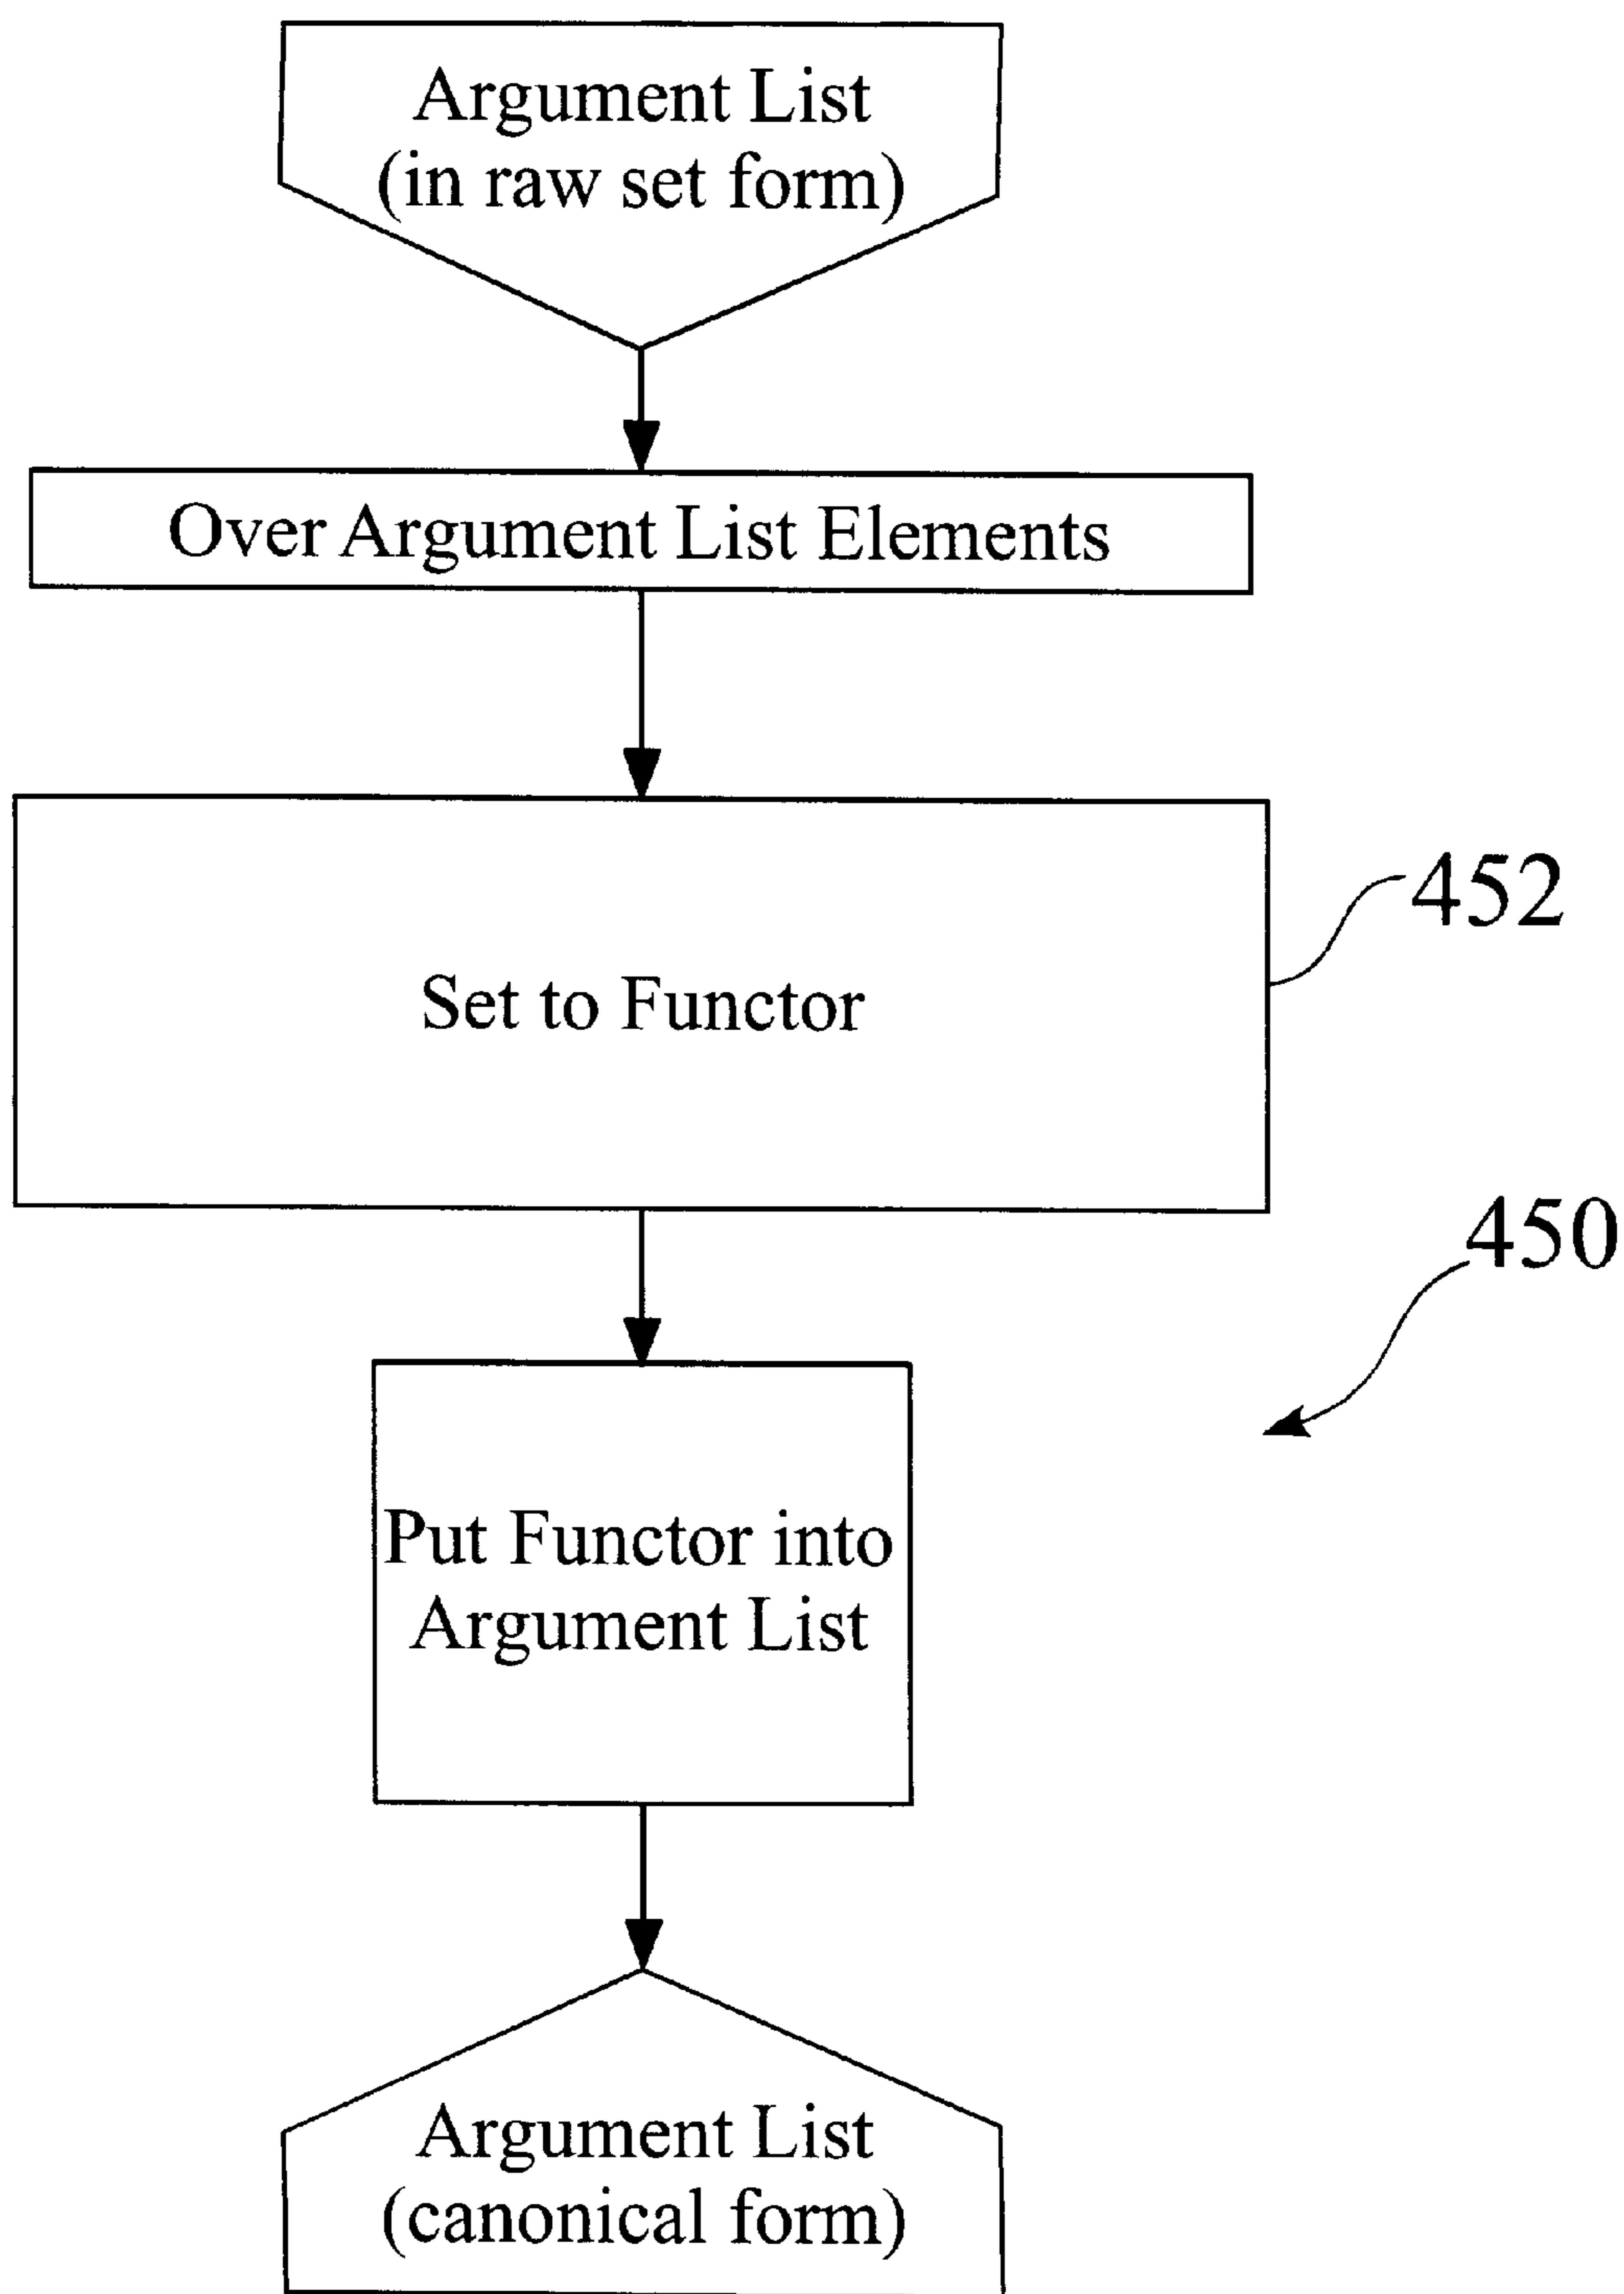 Argument List
(in raw set form)
Over Argument List Elements
452
Set to Functor
450
Put Functor into
Argument List
Argument List
(canonical form)